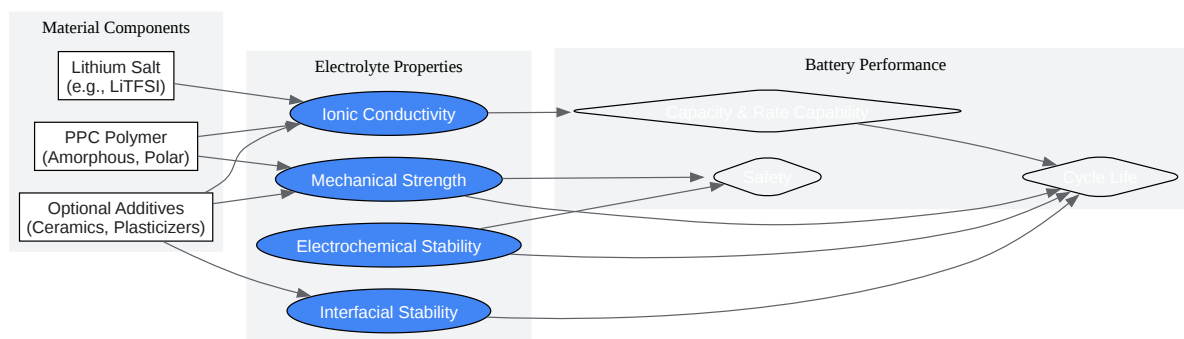 Material Components
Lithium Salt
(e.g., LiTFSI)
PPC Polymer
(Amorphous, Polar)
Optional Additives
(Ceramics, Plasticizers)
Electrolyte Properties
Ionic Conductivity
Mechanical Strength
Electrochemical Stability
Interfacial Stability
Battery Performance
Capacity & Rate Capability
Safety
Cycle Life